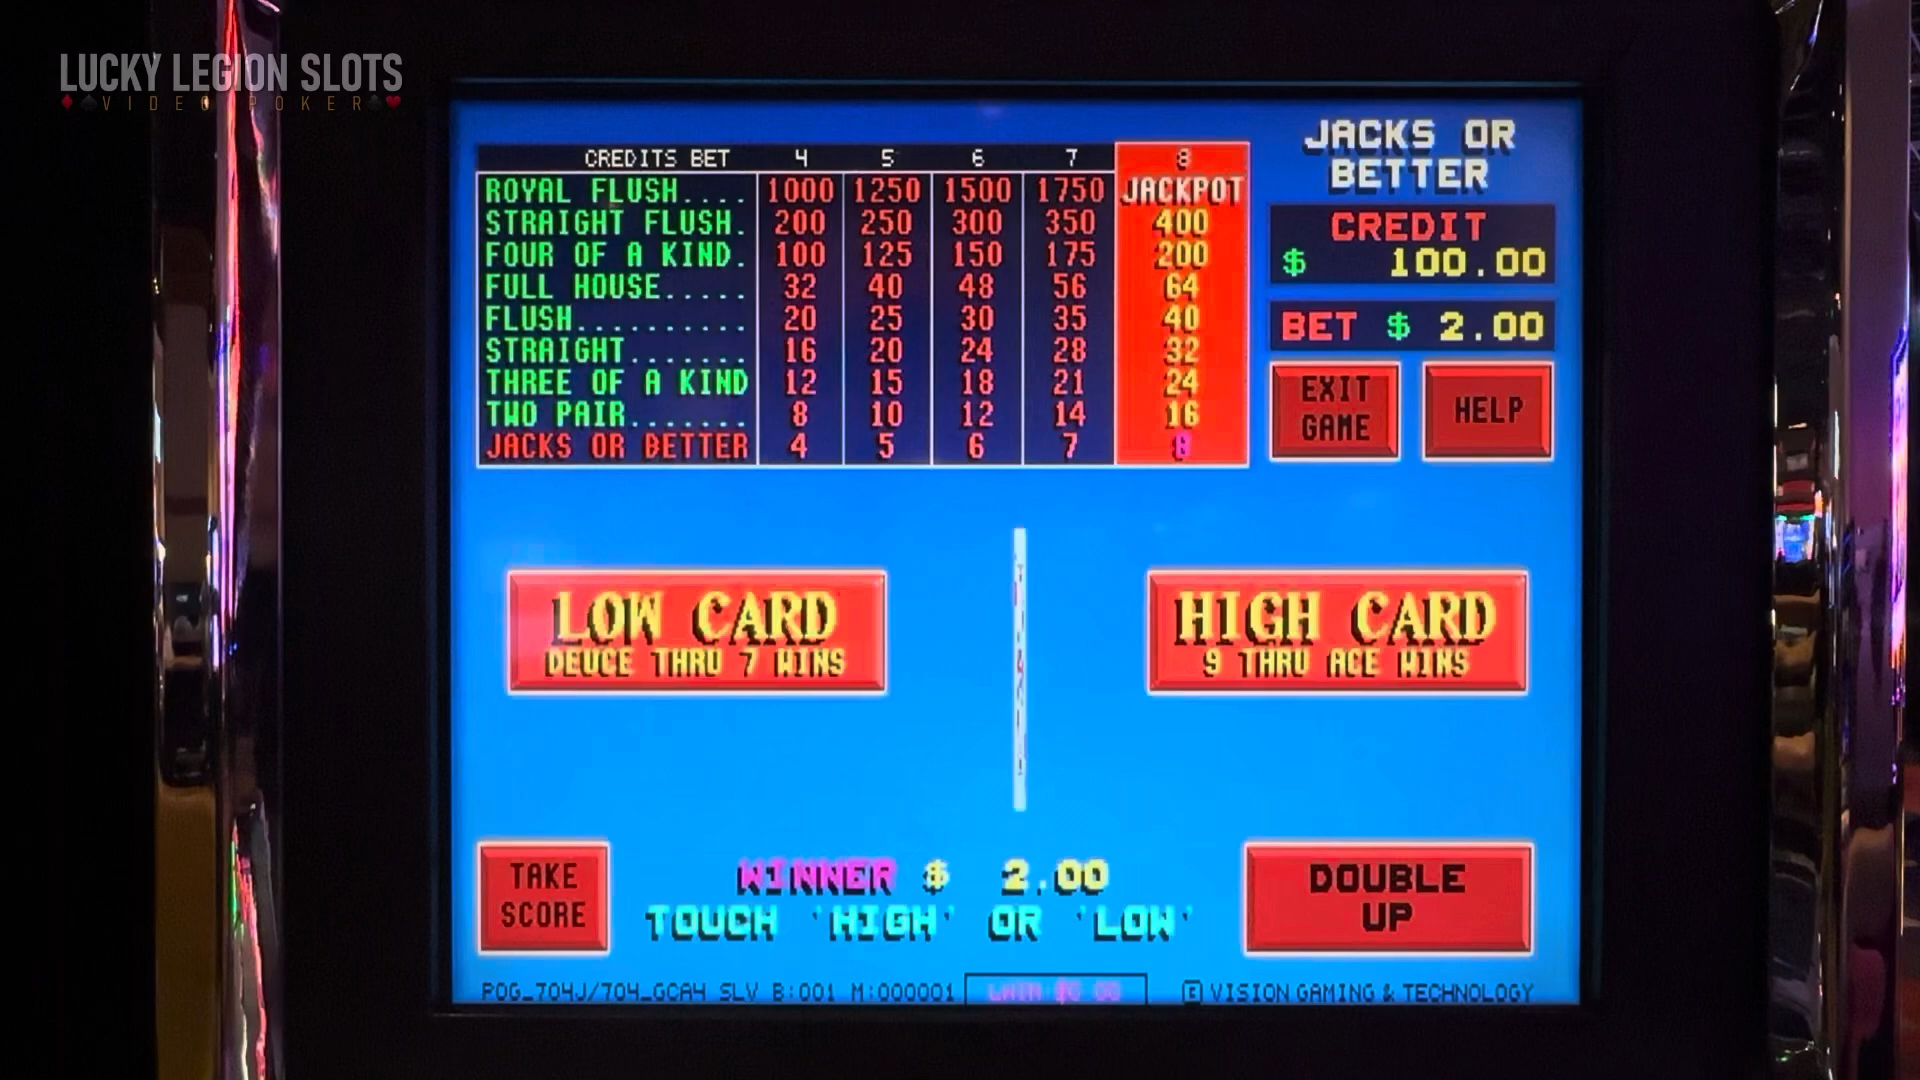 LUCKY LEGION SLOTS
VIDEO POKER
JACKS OR
BETTER
CREDITS BET 4 5 6 7 8
ROYAL FLUSH.... 1000 1250 1500 1750 JACKPOT
STRAIGHT FLUSH. 200 250 300 350 400
FOUR OF A KIND. 100 125 150 175 200
FULL HOUSE..... 32 40 48 56 64
FLUSH.......... 20 25 30 35 40
STRAIGHT....... 16 20 24 28 32
THREE OF A KIND 12 15 18 21 24
TWO PAIR....... 8 10 12 14 16
JACKS OR BETTER 4 5 6 7 8
CREDIT
$ 100.00
BET $ 2.00
EXIT
GAME
HELP
LOW CARD
DEUCE THRU 7 WINS
HIGH CARD
9 THRU ACE WINS
TAKE
SCORE
WINNER $ 2.00
TOUCH 'HIGH' OR 'LOW'
DOUBLE
UP
POG_704J/704_GCA4 SLV B:001 M:000001
VISION GAMING & TECHNOLOGY